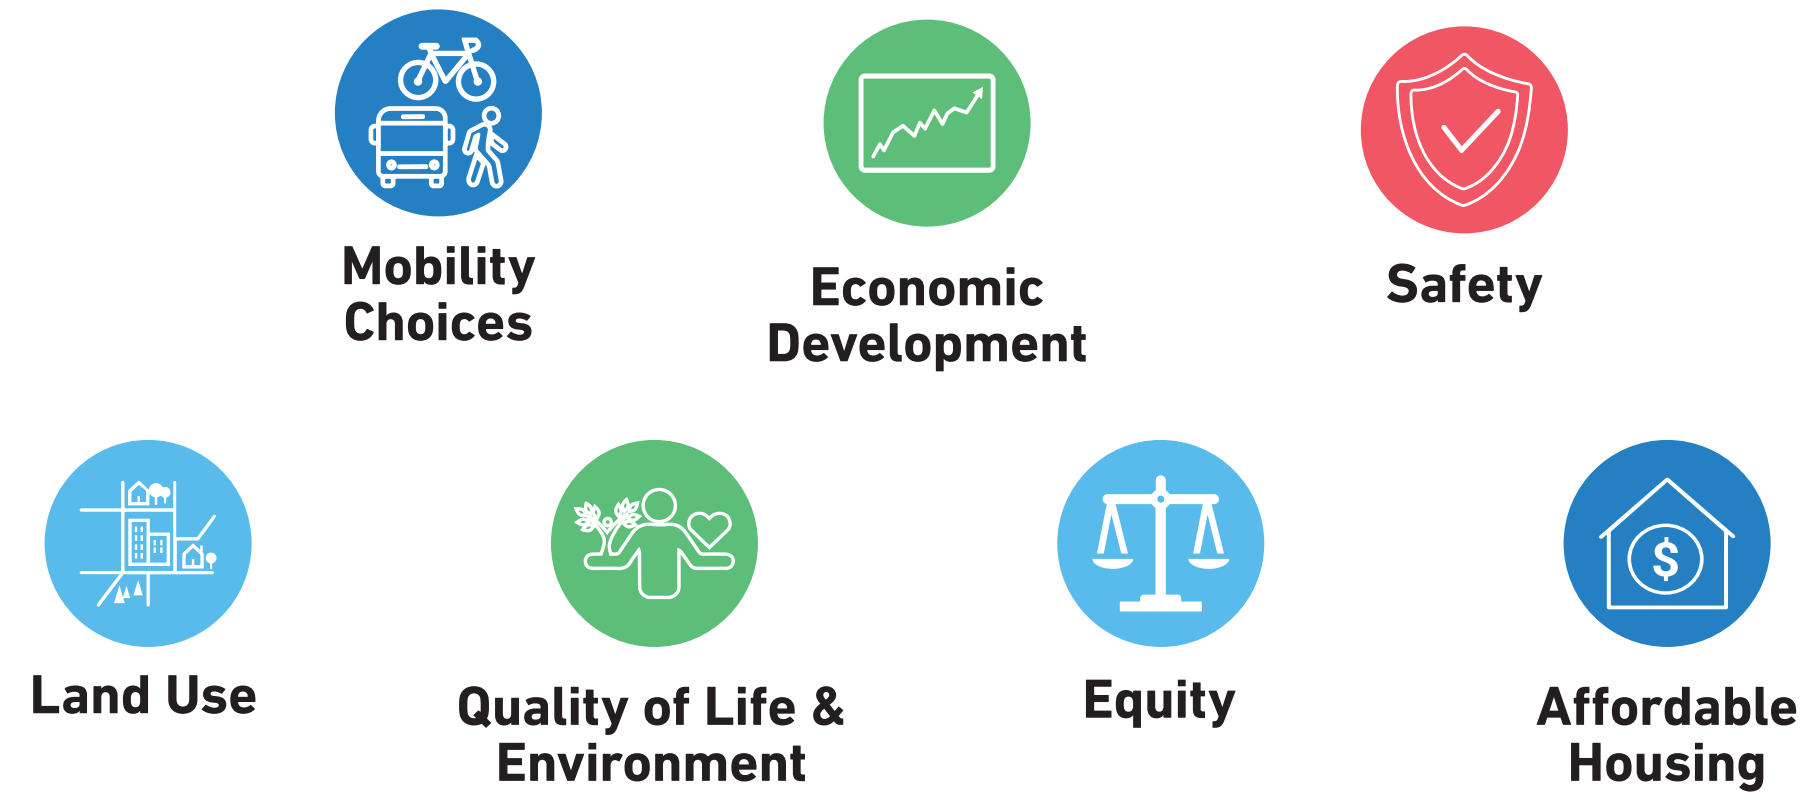 Mobility
Choices
Economic
Development
Safety
Land Use
Quality of Life &
Environment
Equity
Affordable
Housing
$